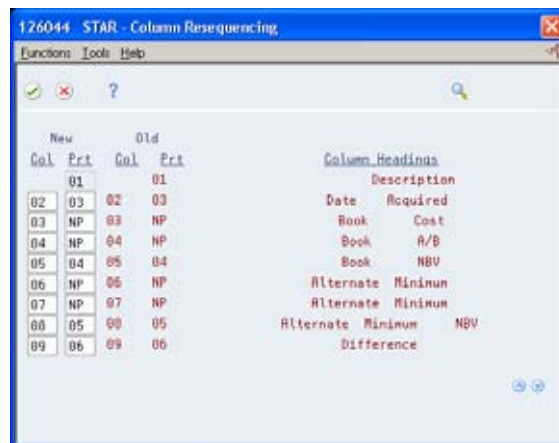 126044 STAR - Column Resequencing
Functions Tools Help
?
New Old
Col Prt Col Prt Column Headings
01 01 Description
02 03 02 03 Date Acquired
03 NP 03 NP Book Cost
04 NP 04 NP Book A/B
05 04 05 04 Book NBV
06 NP 06 NP Alternate Minimum
07 NP 07 NP Alternate Minimum
08 05 08 05 Alternate Minimum NBV
09 06 09 06 Difference